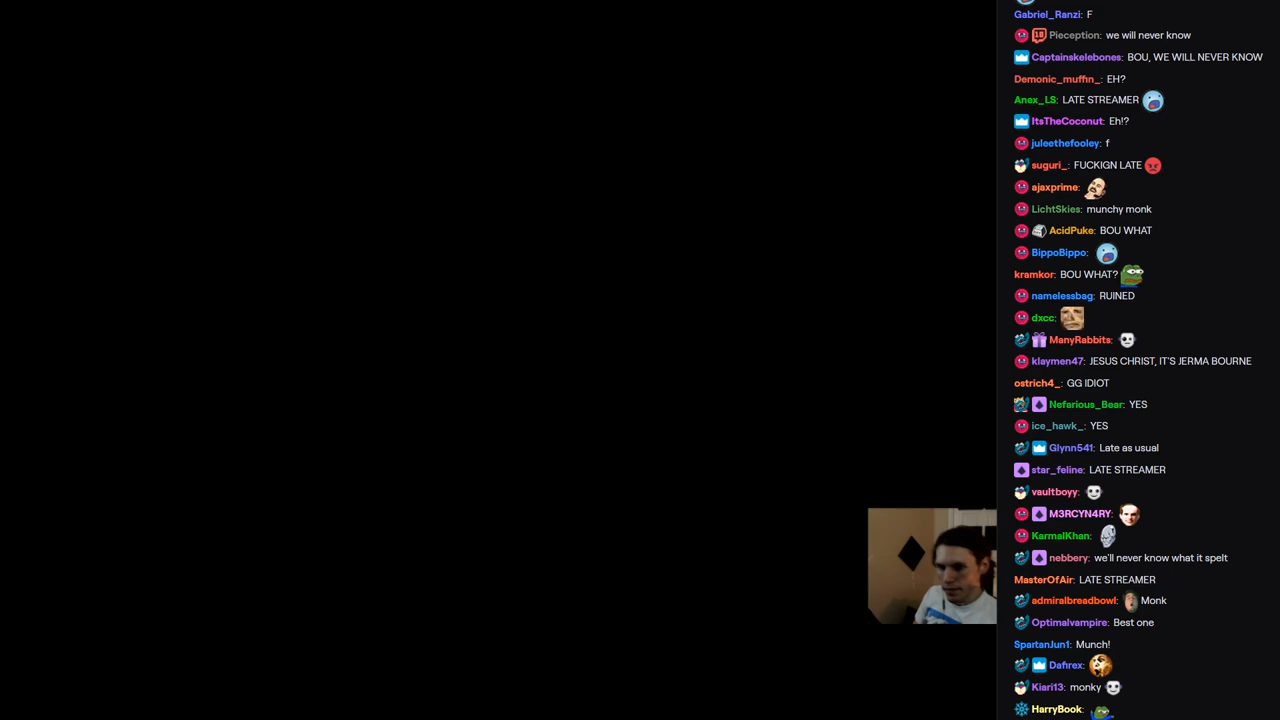 Gabriel_Ranzi: F
Pieception: we will never know
Captainskelebones: BOU, WE WILL NEVER KNOW
Demonic_muffin_: EH?
Anex_LS: LATE STREAMER
ItsTheCoconut: Eh!?
juleethefooley: f
suguri_: FUCKIGN LATE
ajaxprime:
LichtSkies: munchy monk
AcidPuke: BOU WHAT
BippoBippo:
kramkor: BOU WHAT?
namelessbag: RUINED
dxcc:
ManyRabbits:
klaymen47: JESUS CHRIST, IT'S JERMA BOURNE
ostrich4_: GG IDIOT
Nefarious_Bear: YES
ice_hawk_: YES
Glynn541: Late as usual
star_feline: LATE STREAMER
vaultboyy:
M3RCYN4RY:
KarmalKhan:
nebbery: we'll never know what it spelt
MasterOfAir: LATE STREAMER
admiralbreadbowl: Monk
Optimalvampire: Best one
SpartanJun1: Munch!
Dafirex:
Kiari13: monky
HarryBook: